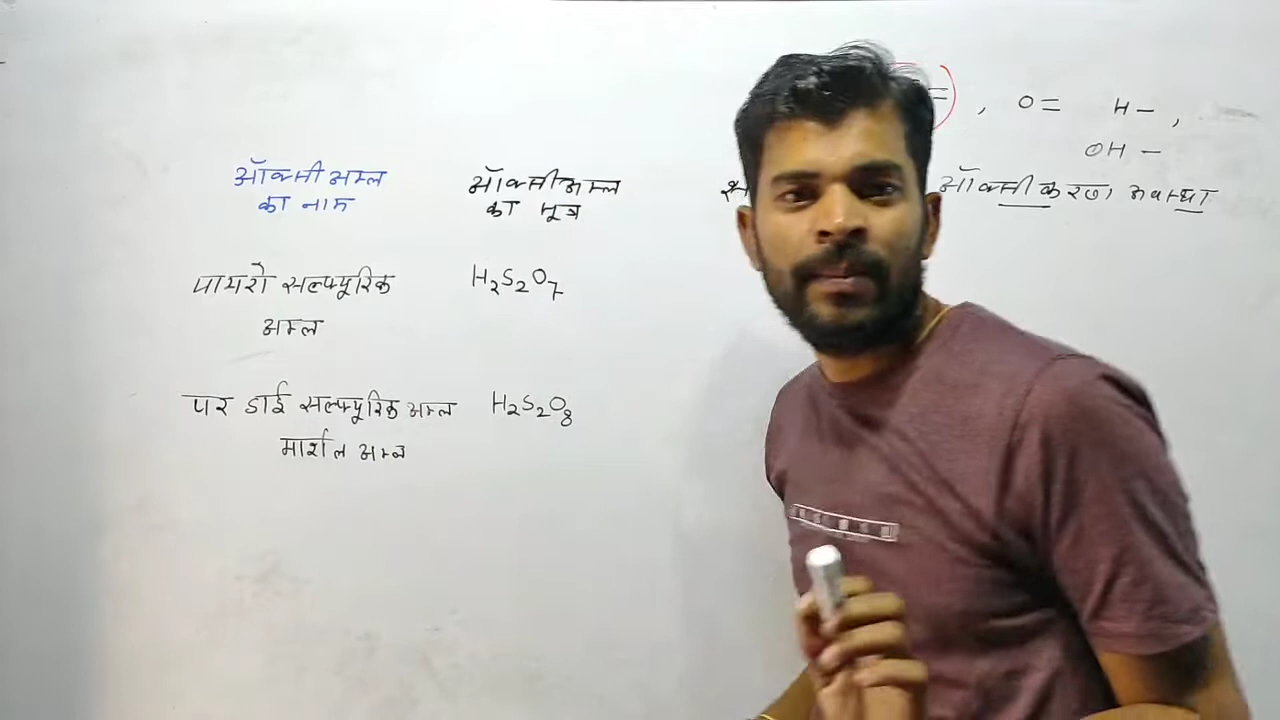 = , O= H- ,
OH -
ऑक्सीअम्ल ऑक्सीअम्ल ऑक्सीकरण अवस्था
का नाम का सूत्र
पायरो सल्फ्यूरिक H₂S₂O₇
अम्ल
पर डाई सल्फ्यूरिक अम्ल H₂S₂O₈
मार्शल अम्ल